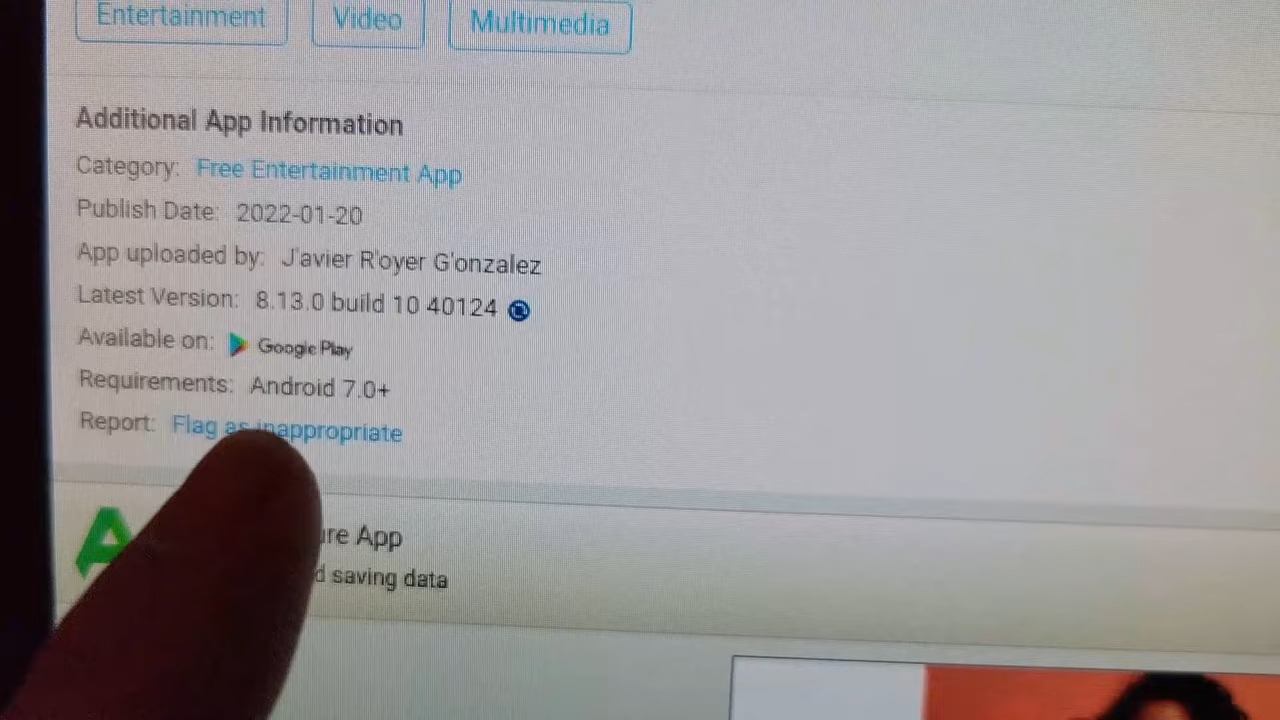 Entertainment Video Multimedia
Additional App Information
Category: Free Entertainment App
Publish Date: 2022-01-20
App uploaded by: J'avier R'oyer G'onzalez
Latest Version: 8.13.0 build 10 40124
Available on: Google Play
Requirements: Android 7.0+
Report: Flag as inappropriate
App
saving data